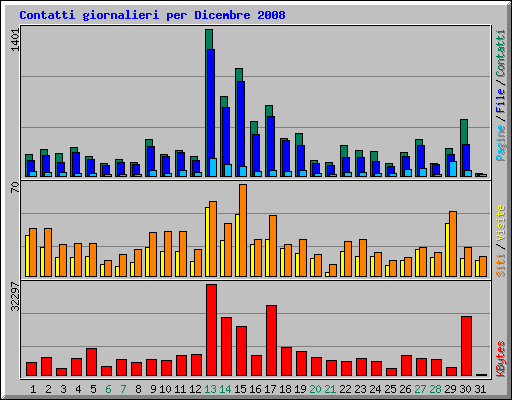 Contatti giornalieri per Dicembre 2008
1401
Pagine / File / Contatti
70
Siti / Visite
32297
KBytes
1 2 3 4 5 6 7 8 9 10 11 12 13 14 15 16 17 18 19 20 21 22 23 24 25 26 27 28 29 30 31